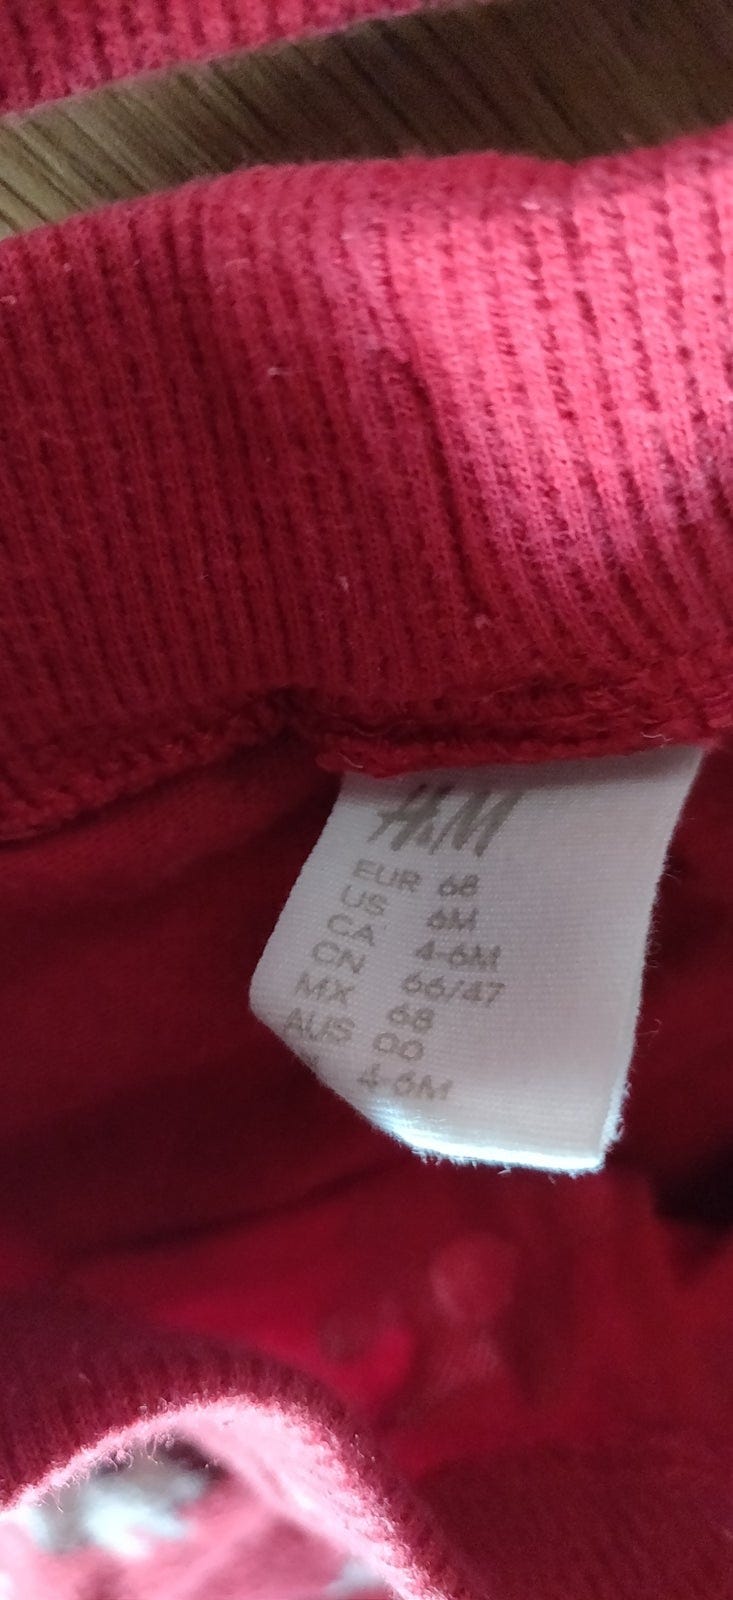 H&M
EUR 68
US 6M
CA 4-6M
CN 66/47
MX 68
AUS 00
4-6M